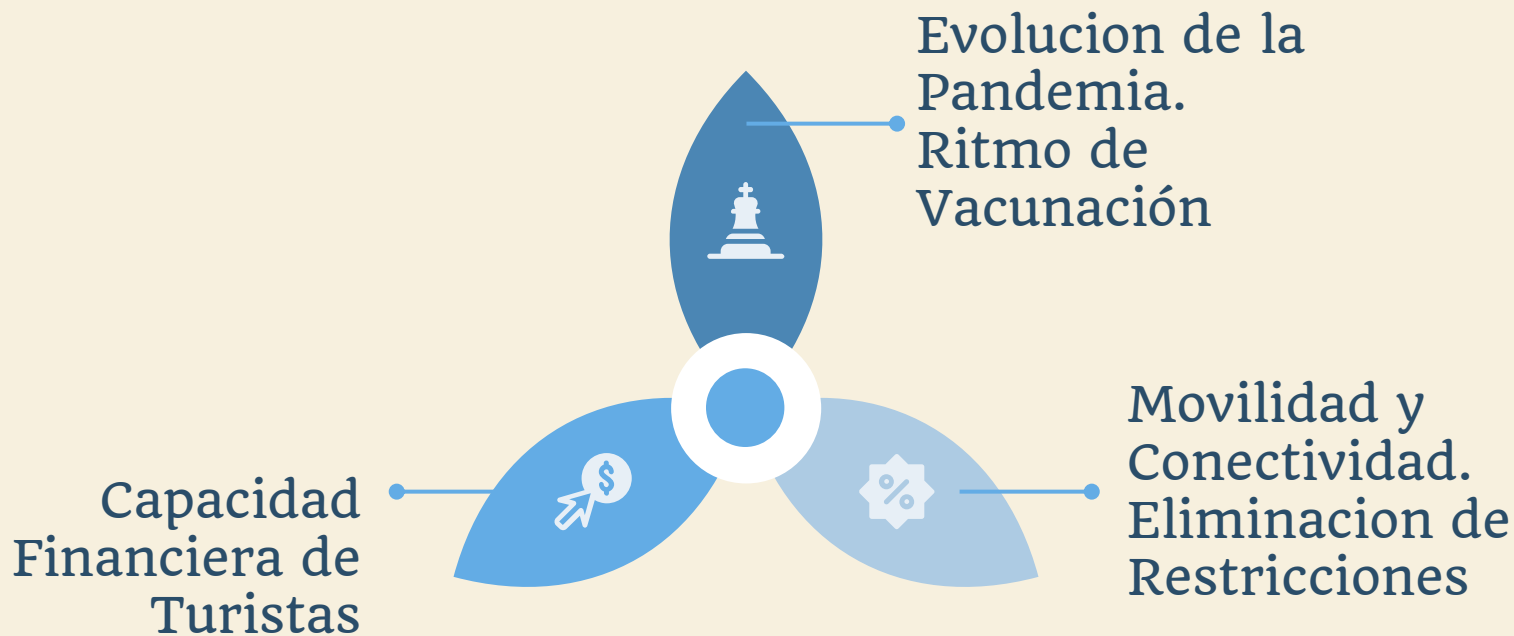 Evolucion de la
Pandemia.
Ritmo de
Vacunación
Movilidad y
Conectividad.
Eliminacion de
Restricciones
Capacidad
Financiera de
Turistas
$
%